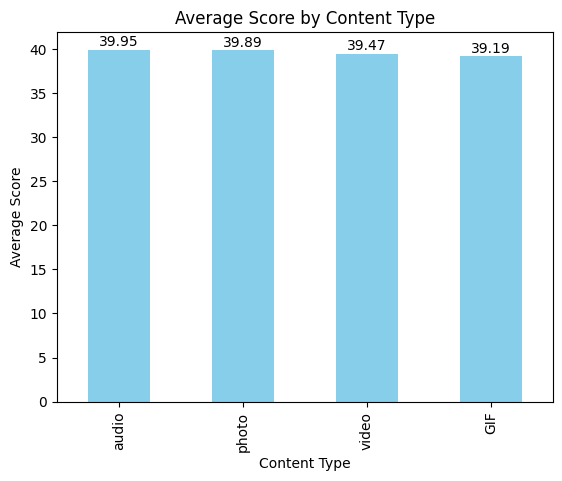 Average Score by Content Type
39.95
39.89
39.47
39.19
40
35
30
25
20
15
10
5
0
Average Score
audio
photo
video
GIF
Content Type